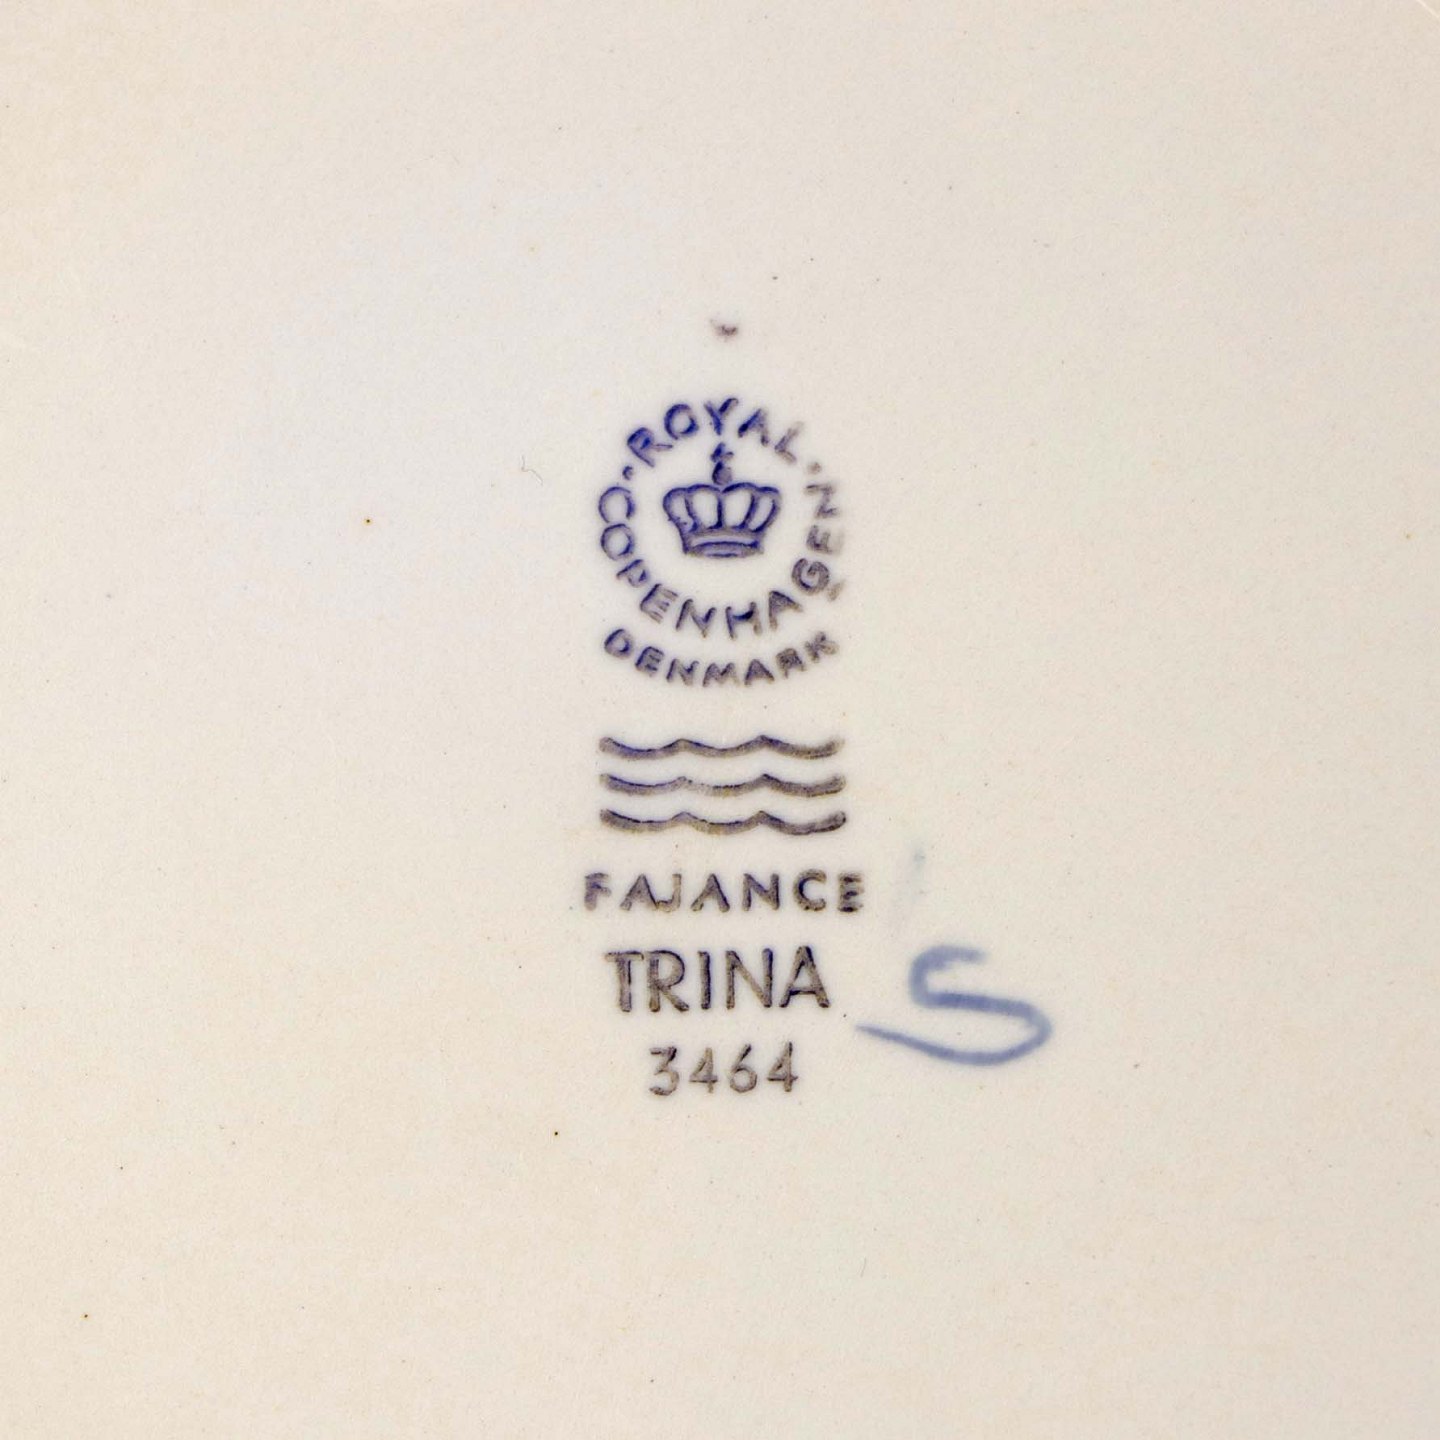 ROYAL
COPENHAGEN
DENMARK
FAJANCE
TRINA
3464
S